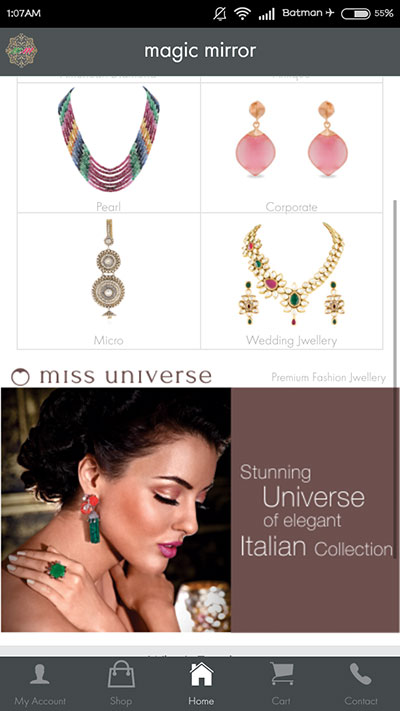 1:07AM
Batman
55%
magic mirror
Pearl
Corporate
Micro
Wedding Jwellery
miss universe
Premium Fashion Jwellery
Stunning
Universe
of elegant
Italian Collection
My Account
Shop
Home
Cart
Contact